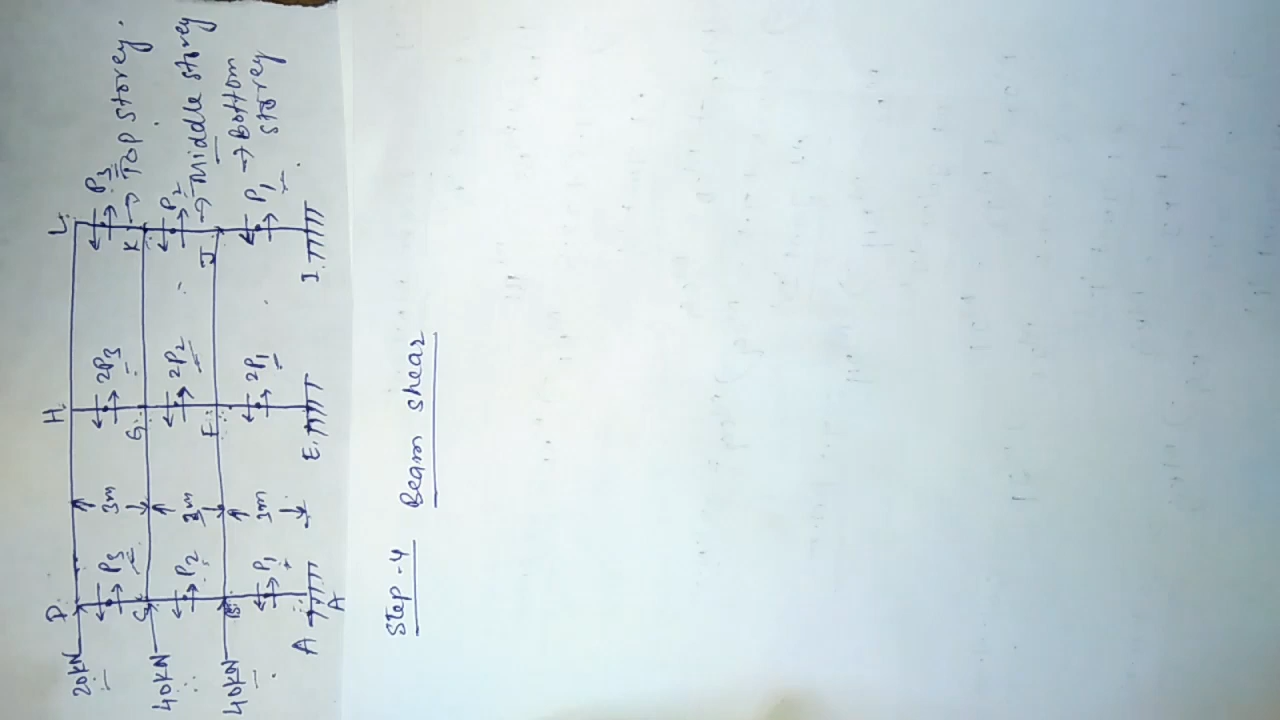 20kN D H L
P3 2P3 P3
3m → Top storey.
40kN C G K
P2 2P2 P2
3m → Middle storey
40kN B F J
P1 2P1 P1 → Bottom
3m storey
A E I
A
Step-4 Beam shear